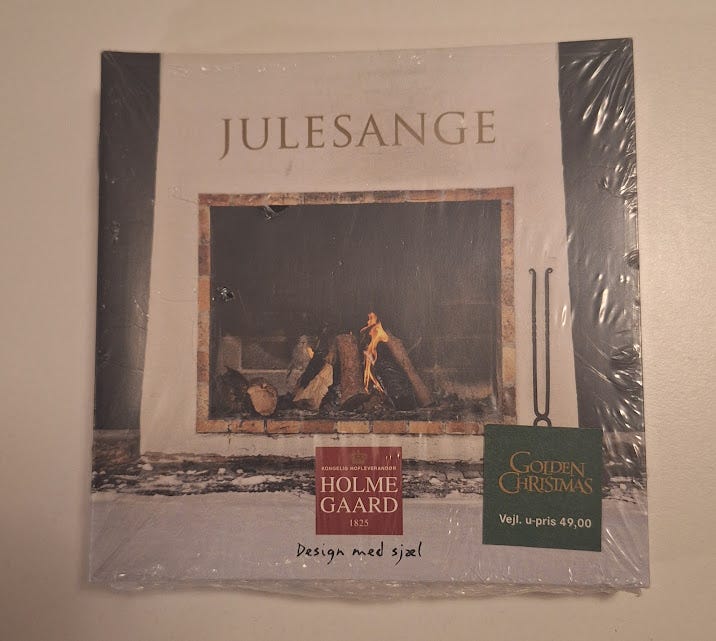 JULESANGE
KONGELIG HOFLEVERANDØR
HOLME
GAARD
1825
Design med sjæl
GOLDEN
CHRISTMAS
Vejl. u-pris 49,00